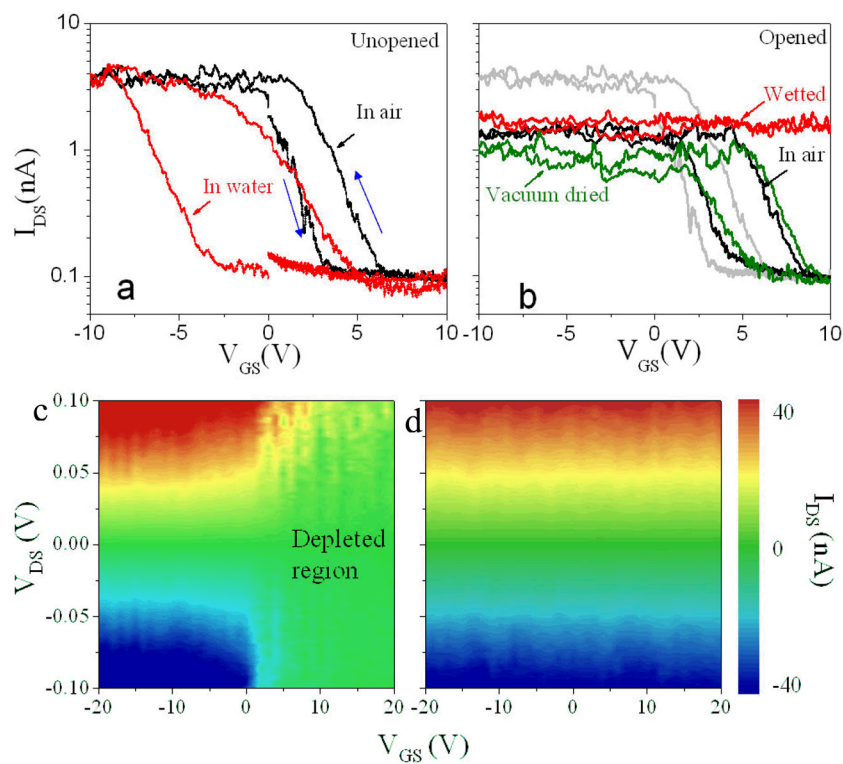 10
Unopened
In air
1
In water
I_DS(nA)
0.1
a
-10 -5 0 5 10
V_GS(V)
Opened
Wetted
In air
Vacuum dried
b
-10 -5 0 5 10
V_GS(V)
c
0.10
0.05
0.00
-0.05
-0.10
V_DS (V)
Depleted
region
-20 -10 0 10 20
d
-20 -10 0 10 20
V_GS (V)
40
0
-40
I_DS (nA)